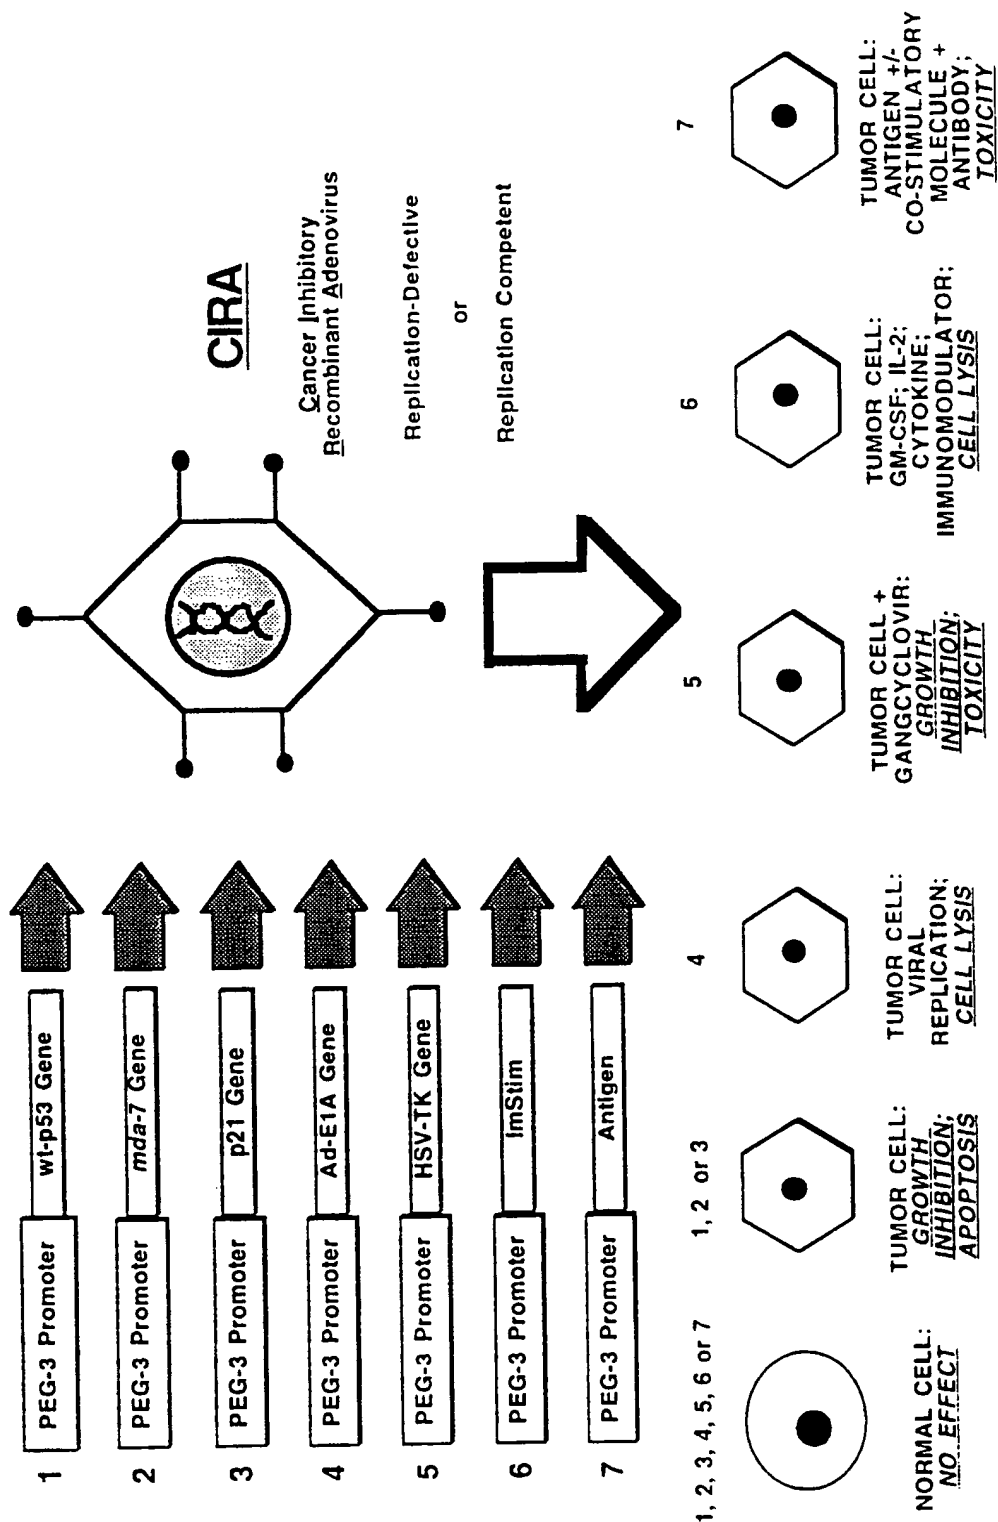 1
PEG-3 Promoter
wt-p53 Gene
2
PEG-3 Promoter
mda-7 Gene
3
PEG-3 Promoter
p21 Gene
4
PEG-3 Promoter
Ad-E1A Gene
5
PEG-3 Promoter
HSV-TK Gene
6
PEG-3 Promoter
ImStim
7
PEG-3 Promoter
Antigen
CIRA
Cancer Inhibitory
Recombinant Adenovirus
Replication-Defective
or
Replication Competent
1, 2, 3, 4, 5, 6 or 7
NORMAL CELL:
NO EFFECT
1, 2 or 3
TUMOR CELL:
GROWTH
INHIBITION;
APOPTOSIS
4
TUMOR CELL:
VIRAL
REPLICATION;
CELL LYSIS
5
TUMOR CELL +
GANGCYCLOVIR:
GROWTH
INHIBITION;
TOXICITY
6
TUMOR CELL:
GM-CSF; IL-2;
CYTOKINE;
IMMUNOMODULATOR;
CELL LYSIS
7
TUMOR CELL:
ANTIGEN +/-
CO-STIMULATORY
MOLECULE +
ANTIBODY;
TOXICITY